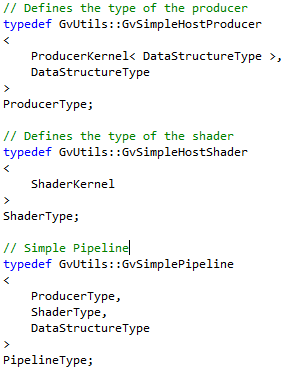 // Defines the type of the producer
typedef GvUtils::GvSimpleHostProducer
<
    ProducerKernel< DataStructureType >,
    DataStructureType
>
ProducerType;

// Defines the type of the shader
typedef GvUtils::GvSimpleHostShader
<
    ShaderKernel
>
ShaderType;

// Simple Pipeline
typedef GvUtils::GvSimplePipeline
<
    ProducerType,
    ShaderType,
    DataStructureType
>
PipelineType;